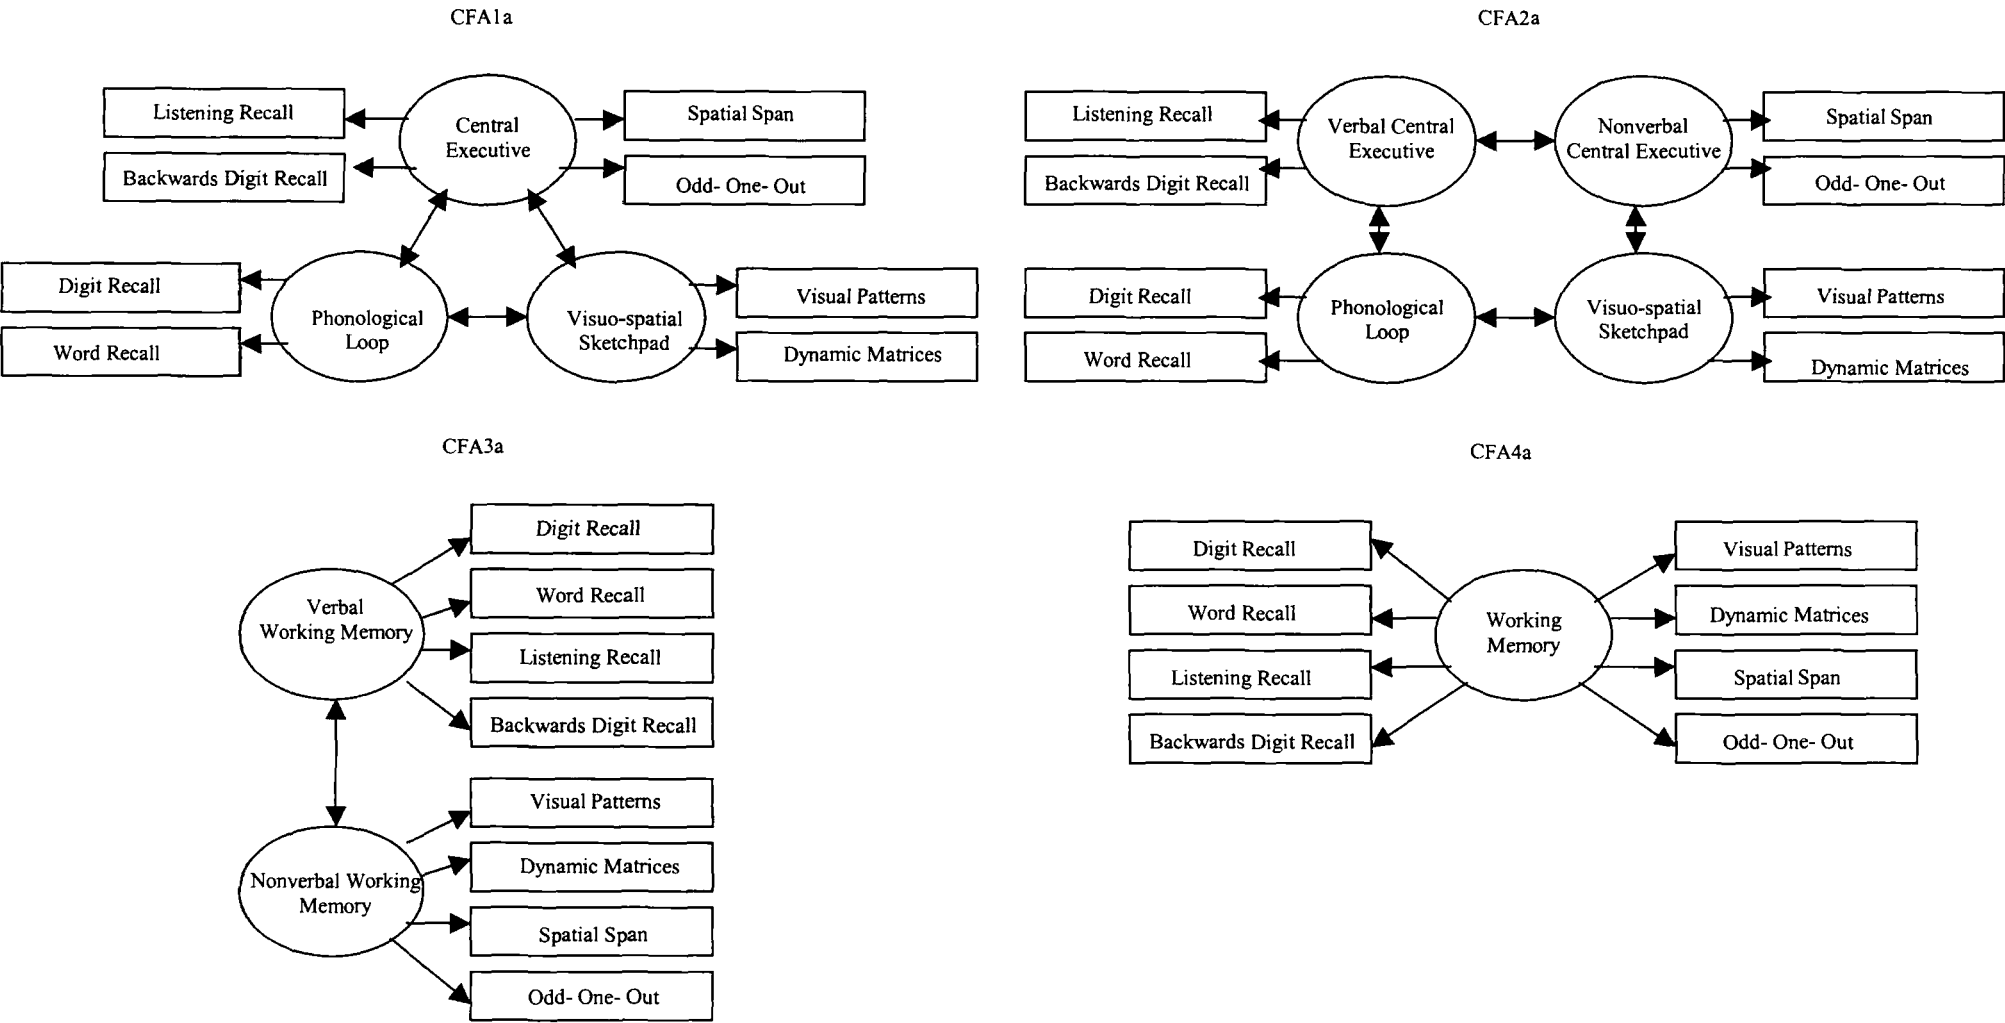 CFA1a
Listening Recall
Backwards Digit Recall
Central
Executive
Spatial Span
Odd- One- Out
Digit Recall
Word Recall
Phonological
Loop
Visuo-spatial
Sketchpad
Visual Patterns
Dynamic Matrices
CFA2a
Listening Recall
Backwards Digit Recall
Verbal Central
Executive
Nonverbal
Central Executive
Spatial Span
Odd- One- Out
Digit Recall
Word Recall
Phonological
Loop
Visuo-spatial
Sketchpad
Visual Patterns
Dynamic Matrices
CFA3a
Verbal
Working Memory
Digit Recall
Word Recall
Listening Recall
Backwards Digit Recall
Nonverbal Working
Memory
Visual Patterns
Dynamic Matrices
Spatial Span
Odd- One- Out
CFA4a
Digit Recall
Word Recall
Listening Recall
Backwards Digit Recall
Working
Memory
Visual Patterns
Dynamic Matrices
Spatial Span
Odd- One- Out